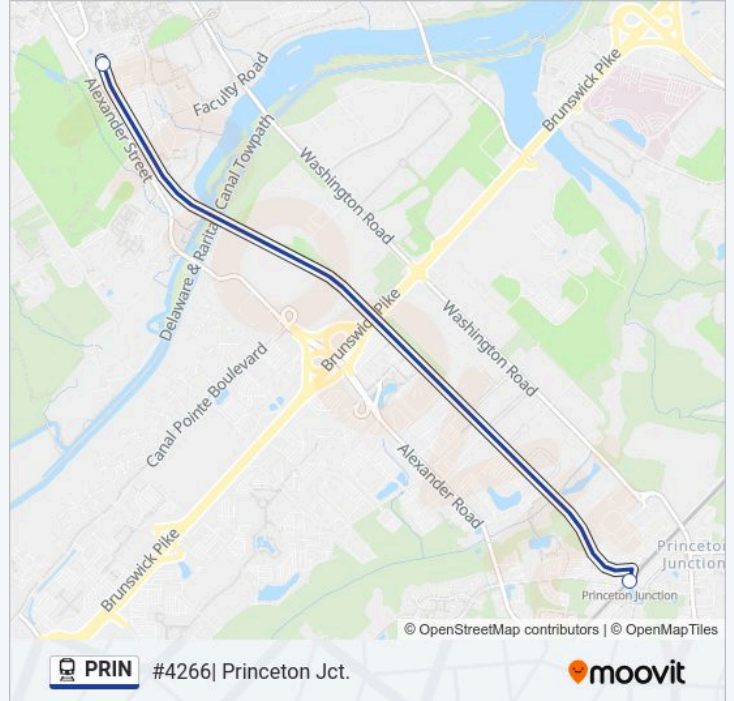 Faculty Road
Alexander Street
Brunswick Pike
Delaware & Raritan Canal Towpath
Washington Road
Brunswick Pike
Washington Road
Canal Pointe Boulevard
Alexander Road
Brunswick Pike
Princeton
Junction
Princeton Junction
© OpenStreetMap contributors | © OpenMapTiles
PRIN #4266| Princeton Jct.
moovit